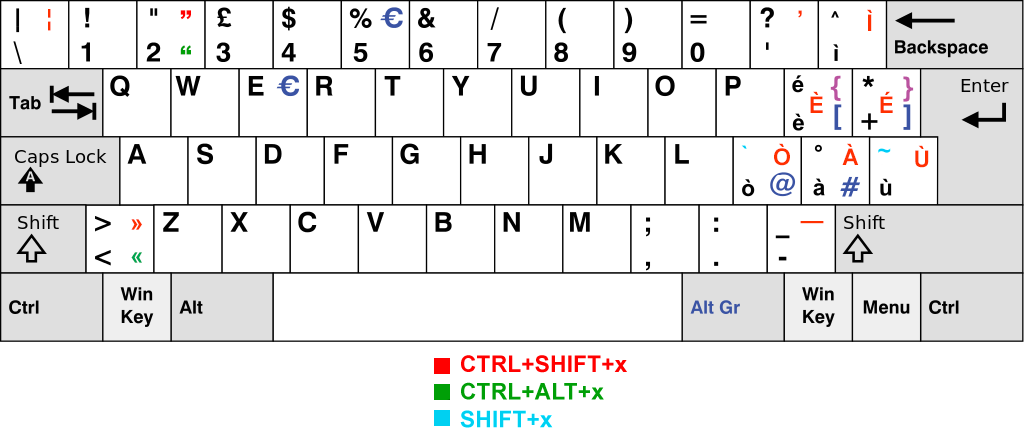 | ¦ ! " ” £ $ % € & / ( ) = ? ’ ^ Ì
\ 1 2 “ 3 4 5 6 7 8 9 0 ' ì Backspace
Tab Q W E € R T Y U I O P é { * } Enter
È É
è [ + ]
Caps Lock A S D F G H J K L ` Ò ° À ~ Ù
A ò @ à # ù
Shift > » Z X C V B N M ; : _ — Shift
< « , . -
Ctrl Win Key Alt Alt Gr Win Key Menu Ctrl
CTRL+SHIFT+x
CTRL+ALT+x
SHIFT+x